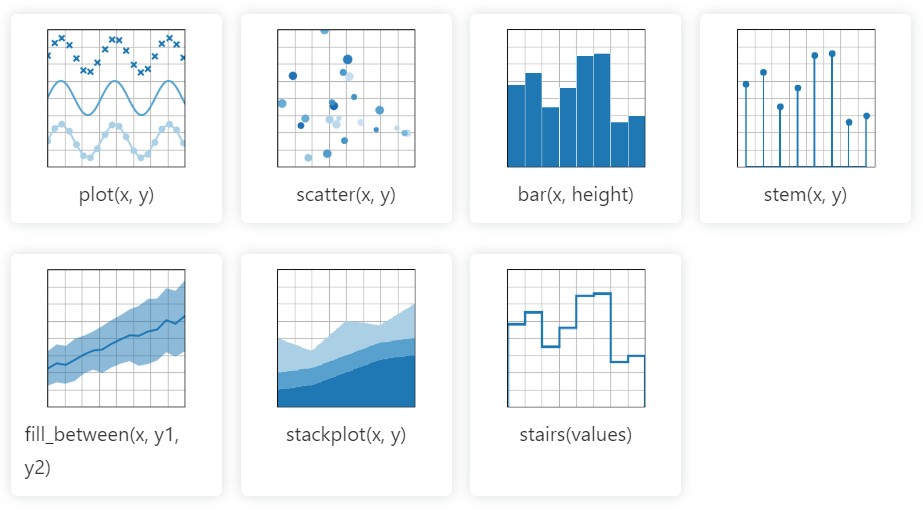 plot(x, y)
scatter(x, y)
bar(x, height)
stem(x, y)
fill_between(x, y1,
y2)
stackplot(x, y)
stairs(values)